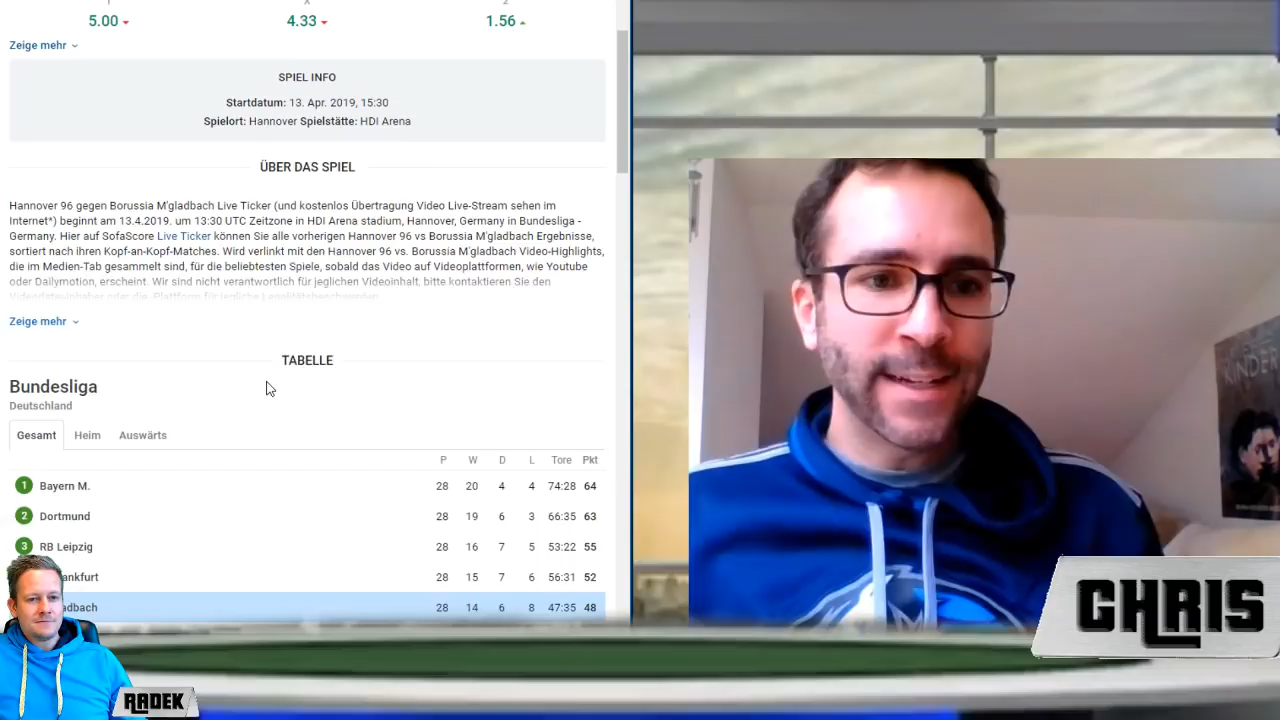 5.00 4.33 1.56
Zeige mehr
SPIEL INFO
Startdatum: 13. Apr. 2019, 15:30
Spielort: Hannover Spielstätte: HDI Arena
ÜBER DAS SPIEL
Hannover 96 gegen Borussia M'gladbach Live Ticker (und kostenlos Übertragung Video Live-Stream sehen im
Internet*) beginnt am 13.4.2019. um 13:30 UTC Zeitzone in HDI Arena stadium, Hannover, Germany in Bundesliga -
Germany. Hier auf SofaScore Live Ticker können Sie alle vorherigen Hannover 96 vs Borussia M'gladbach Ergebnisse,
sortiert nach ihren Kopf-an-Kopf-Matches. Wird verlinkt mit den Hannover 96 vs. Borussia M'gladbach Video-Highlights,
die im Medien-Tab gesammelt sind, für die beliebtesten Spiele, sobald das Video auf Videoplattformen, wie Youtube
oder Dailymotion, erscheint. Wir sind nicht verantwortlich für jeglichen Videoinhalt, bitte kontaktieren Sie den
Zeige mehr
TABELLE
Bundesliga
Deutschland
Gesamt Heim Auswärts
P W D L Tore Pkt
1 Bayern M. 28 20 4 4 74:28 64
2 Dortmund 28 19 6 3 66:35 63
3 RB Leipzig 28 16 7 5 53:22 55
ankfurt 28 15 7 6 56:31 52
adbach 28 14 6 8 47:35 48
KINDER
CHRIS
RADEK